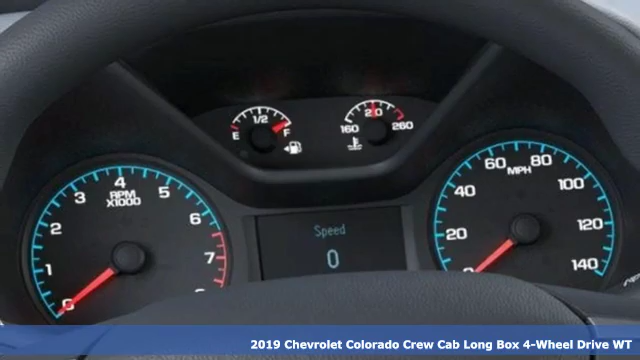 1/2
E F
210
160 260
4
3 5
RPM
X1000
2 6
1 7
0
Speed
0
60 80
MPH
40 100
20 120
140
2019 Chevrolet Colorado Crew Cab Long Box 4-Wheel Drive WT